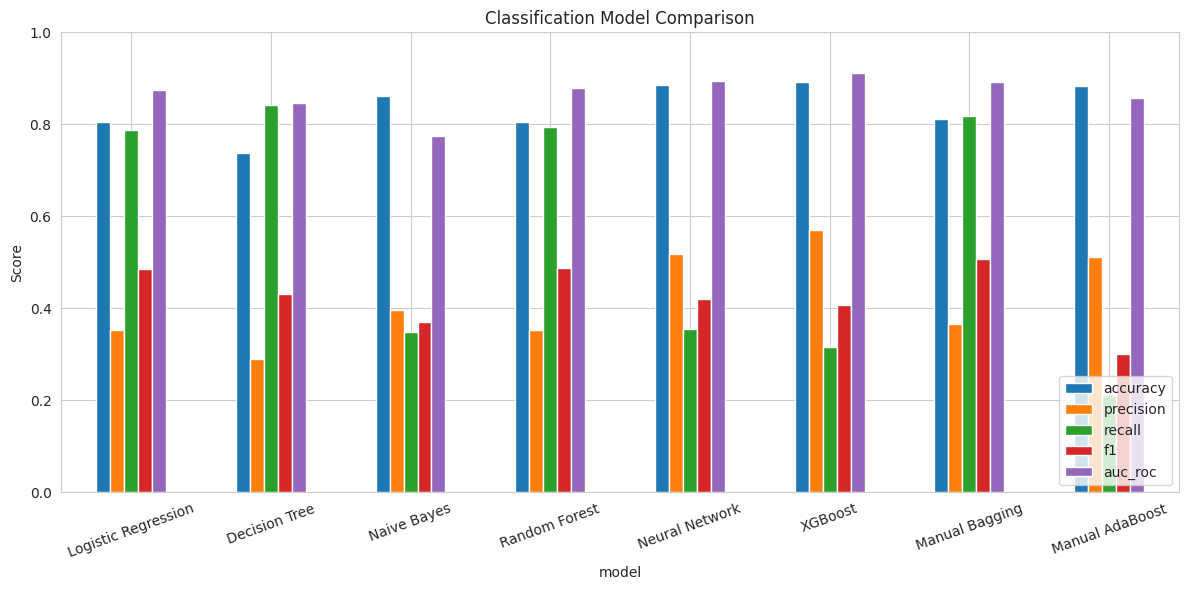 Classification Model Comparison
1.0
0.8
0.6
0.4
0.2
0.0
Score
accuracy
precision
recall
f1
auc_roc
Logistic Regression
Decision Tree
Naive Bayes
Random Forest
Neural Network
XGBoost
Manual Bagging
Manual AdaBoost
model